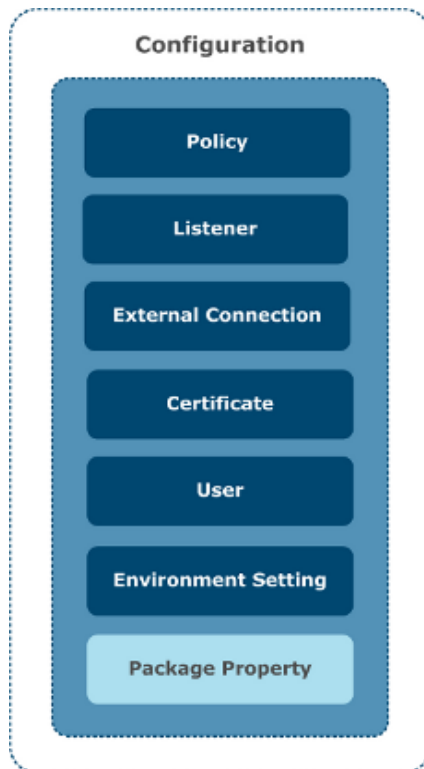 Configuration
Policy
Listener
External Connection
Certificate
User
Environment Setting
Package Property